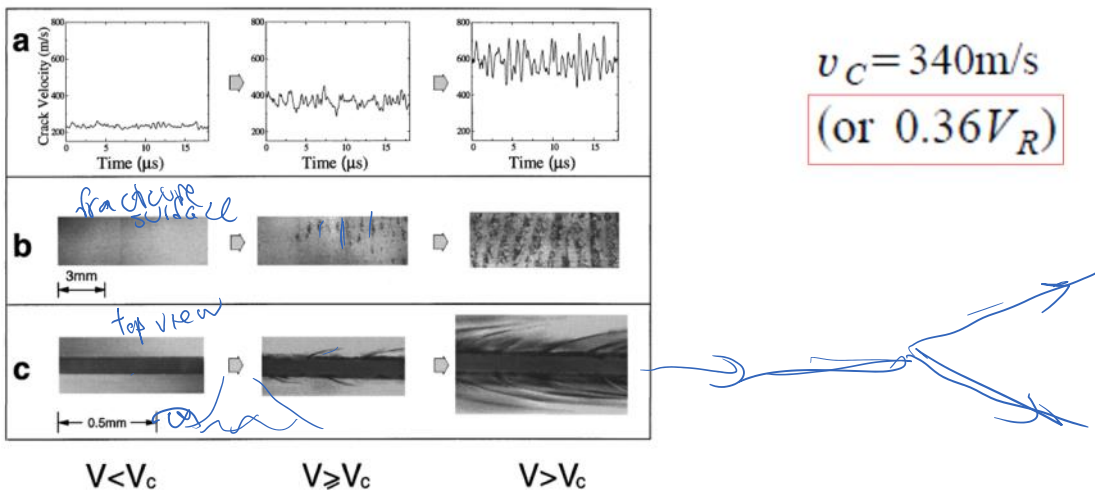 a
Crack Velocity (m/s)
800
600
400
200
0 5 10 15
Time (μs)
800
600
400
200
0 5 10 15
Time (μs)
800
600
400
200
0 5 10 15
Time (μs)
v_C = 340m/s
(or 0.36V_R)
b
fracture
surface
3mm
c
top view
0.5mm
V<Vc
V⩾Vc
V>Vc